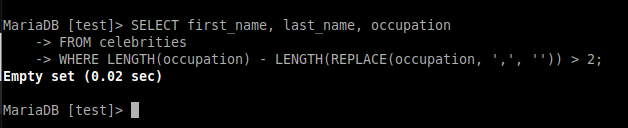 MariaDB [test]> SELECT first_name, last_name, occupation
    -> FROM celebrities
    -> WHERE LENGTH(occupation) - LENGTH(REPLACE(occupation, ',', '')) > 2;
Empty set (0.02 sec)
MariaDB [test]>